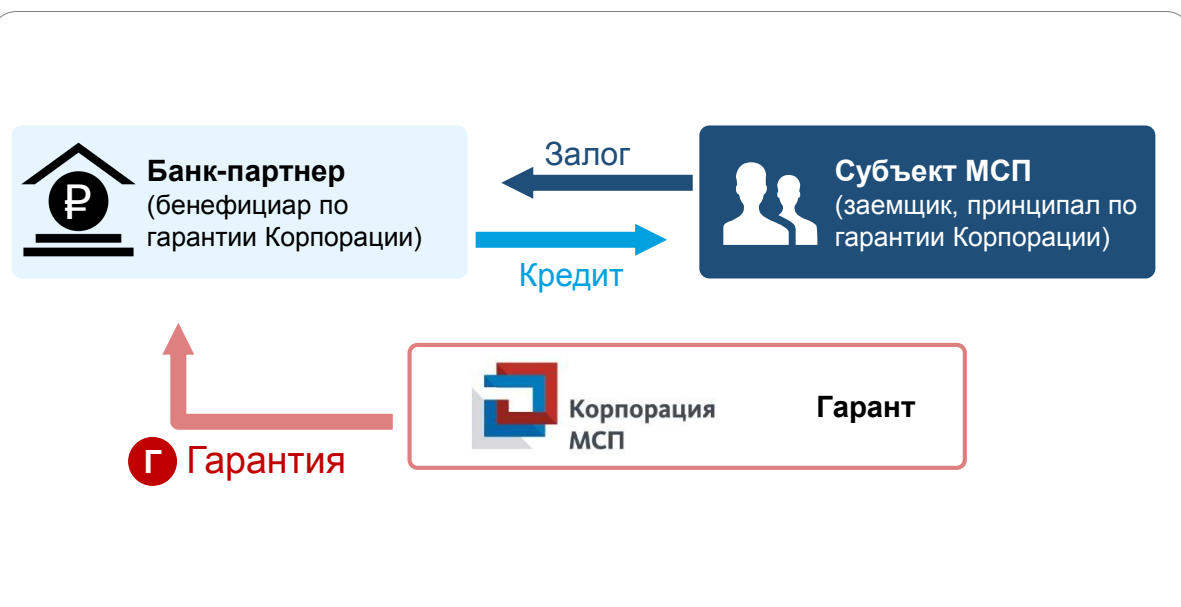 Банк-партнер
(бенефициар по
гарантии Корпорации)
Залог
Кредит
Субъект МСП
(заемщик, принципал по
гарантии Корпорации)
Корпорация
МСП
Гарант
Г Гарантия